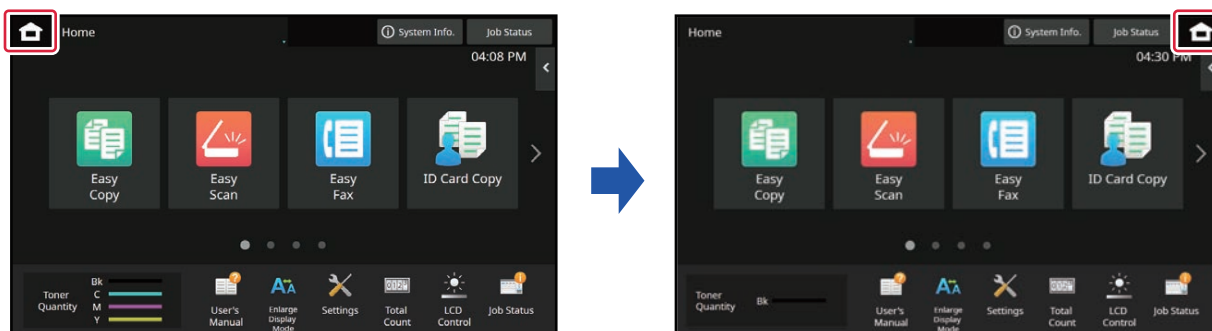 Home
System Info.
Job Status
04:08 PM
Easy
Copy
Easy
Scan
Easy
Fax
ID Card Copy
Toner
Quantity
Bk
C
M
Y
User's
Manual
Enlarge
Display
Mode
Settings
Total
Count
LCD
Control
Job Status
Home
System Info.
Job Status
04:30 PM
Easy
Copy
Easy
Scan
Easy
Fax
ID Card Copy
Toner
Quantity
Bk
User's
Manual
Enlarge
Display
Mode
Settings
Total
Count
LCD
Control
Job Status